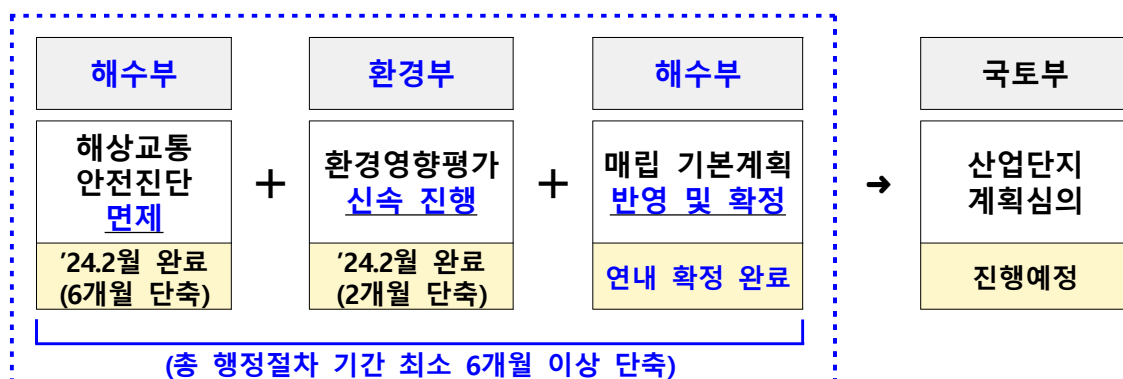 해수부
해상교통
안전진단
면제
’24.2월 완료
(6개월 단축)
+
환경부
환경영향평가
신속 진행
’24.2월 완료
(2개월 단축)
+
해수부
매립 기본계획
반영 및 확정
연내 확정 완료
➜
국토부
산업단지
계획심의
진행예정
(총 행정절차 기간 최소 6개월 이상 단축)